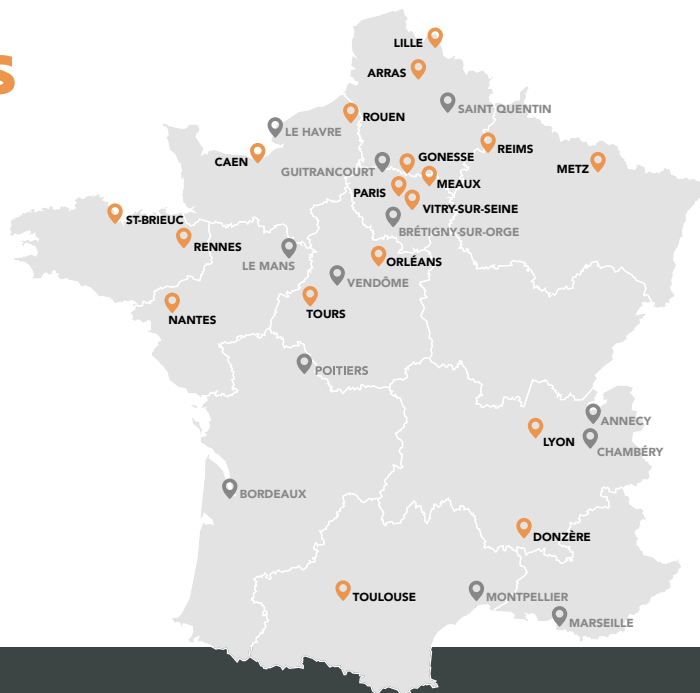 s
LILLE
ARRAS
SAINT QUENTIN
ROUEN
LE HAVRE
REIMS
CAEN
GONESSE
METZ
GUITRANCOURT
MEAUX
PARIS
VITRY-SUR-SEINE
ST-BRIEUC
BRÉTIGNY-SUR-ORGE
RENNES
LE MANS
ORLÉANS
VENDÔME
TOURS
NANTES
POITIERS
ANNECY
LYON
CHAMBÉRY
BORDEAUX
DONZÈRE
TOULOUSE
MONTPELLIER
MARSEILLE